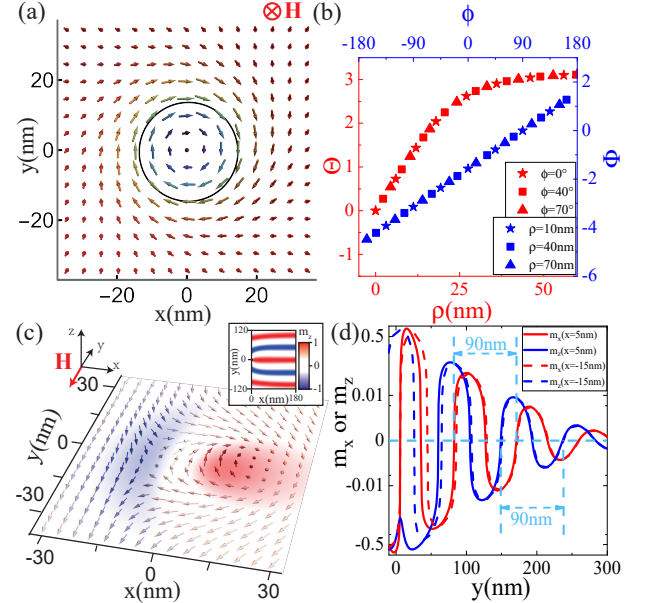 (a)
⊗H
20
0
-20
y(nm)
-20
0
20
x(nm)
(b)
ϕ
-180
-90
0
90
180
3
2
1
0
-1
Θ
2
0
-2
-4
-6
Φ
ϕ=0°
ϕ=40°
ϕ=70°
ρ=10nm
ρ=40nm
ρ=70nm
0
25
50
ρ(nm)
(c)
z
y
x
H
120
0
-120
y(nm)
0
x(nm)
180
m_z
1
0
-1
30
0
-30
y(nm)
-30
0
30
x(nm)
(d)
0.5
0.01
0
-0.01
-0.5
m_x or m_z
90nm
90nm
m_x(x=5nm)
m_z(x=5nm)
m_x(x=-15nm)
m_z(x=-15nm)
0
100
200
300
y(nm)